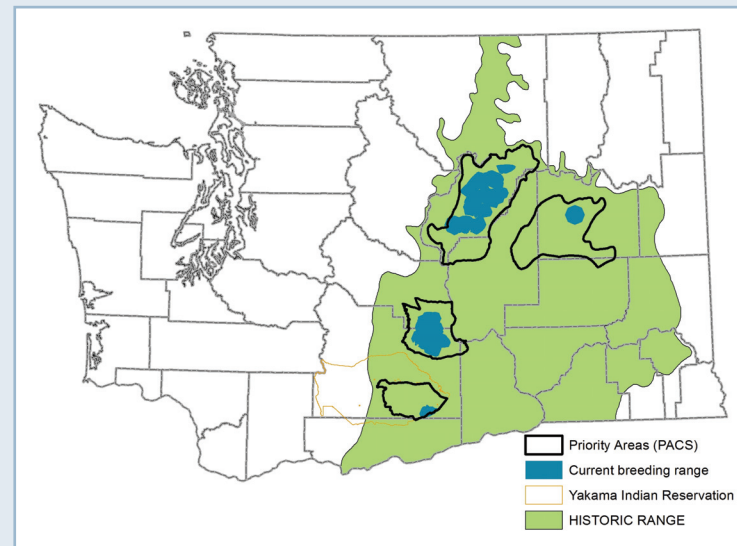 Priority Areas (PACS)
Current breeding range
Yakama Indian Reservation
HISTORIC RANGE